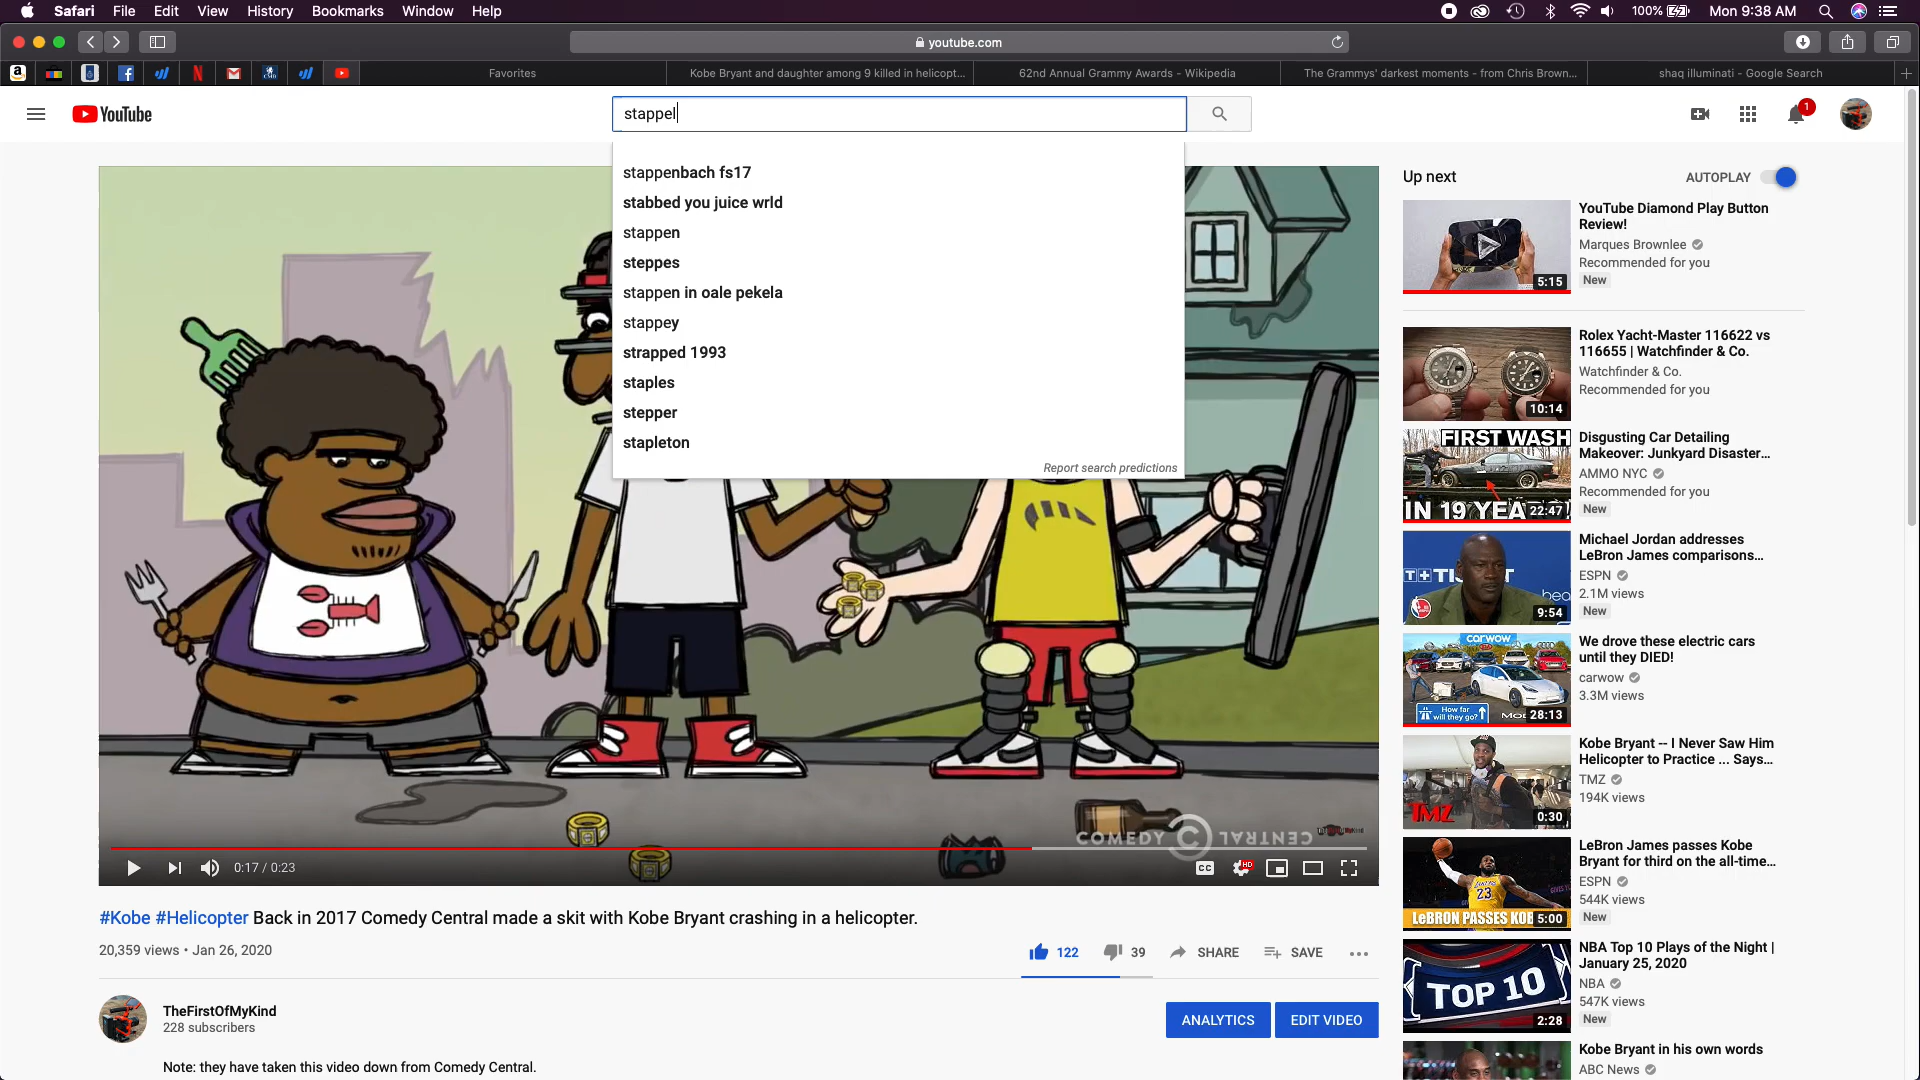 Safari File Edit View History Bookmarks Window Help
100% Mon 9:38 AM
youtube.com
Favorites
Kobe Bryant and daughter among 9 killed in helicopt...
62nd Annual Grammy Awards - Wikipedia
The Grammys' darkest moments - from Chris Brown...
shaq illuminati - Google Search
YouTube
stappel
1
stappenbach fs17
stabbed you juice wrld
stappen
steppes
stappen in oale pekela
stappey
strapped 1993
staples
stepper
stapleton
Report search predictions
COMEDY CENTRAL
0:17 / 0:23
CC
HD
#Kobe #Helicopter Back in 2017 Comedy Central made a skit with Kobe Bryant crashing in a helicopter.
20,359 views • Jan 26, 2020
122
39
SHARE
SAVE
TheFirstOfMyKind
228 subscribers
ANALYTICS
EDIT VIDEO
Note: they have taken this video down from Comedy Central.
Up next
AUTOPLAY
5:15
YouTube Diamond Play Button
Review!
Marques Brownlee
Recommended for you
New
10:14
Rolex Yacht-Master 116622 vs
116655 | Watchfinder & Co.
Watchfinder & Co.
Recommended for you
FIRST WASH
IN 19 YEA
22:47
Disgusting Car Detailing
Makeover: Junkyard Disaster...
AMMO NYC
Recommended for you
New
9:54
Michael Jordan addresses
LeBron James comparisons...
ESPN
2.1M views
New
carwow
How far
will they go?
28:13
We drove these electric cars
until they DIED!
carwow
3.3M views
TMZ
0:30
Kobe Bryant -- I Never Saw Him
Helicopter to Practice ... Says...
TMZ
194K views
23
LeBRON PASSES KOB
5:00
LeBron James passes Kobe
Bryant for third on the all-time...
ESPN
544K views
New
TOP 10
2:28
NBA Top 10 Plays of the Night |
January 25, 2020
NBA
547K views
New
Kobe Bryant in his own words
ABC News